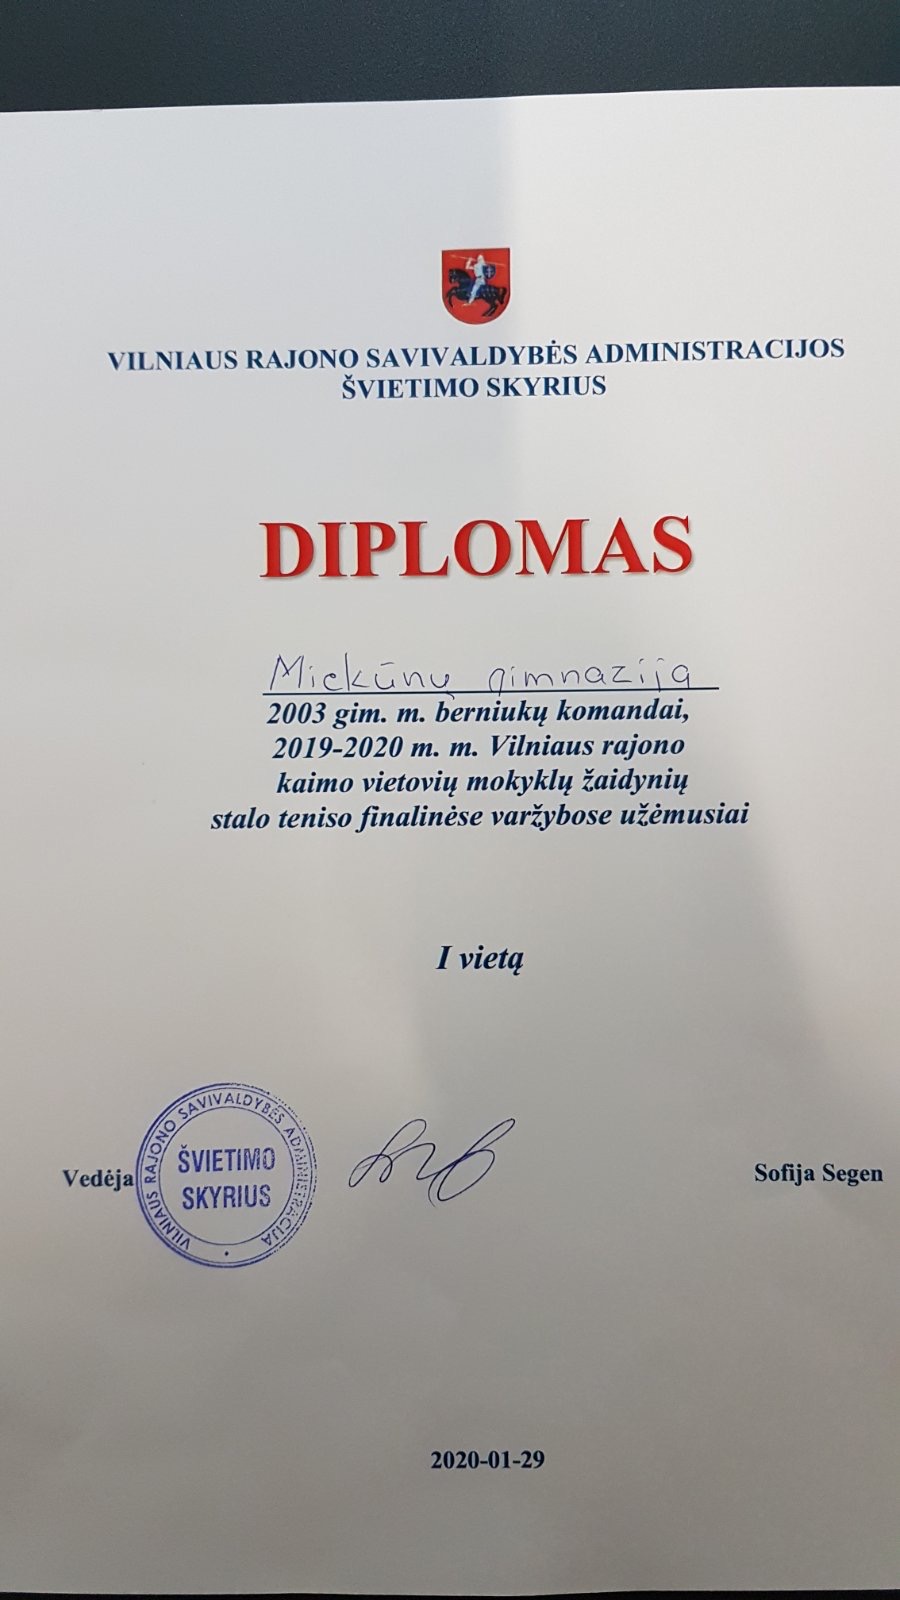 VILNIAUS RAJONO SAVIVALDYBĖS ADMINISTRACIJOS
ŠVIETIMO SKYRIUS
DIPLOMAS
Mickūnų gimnazija
2003 gim. m. berniukų komandai,
2019-2020 m. m. Vilniaus rajono
kaimo vietovių mokyklų žaidynių
stalo teniso finalinėse varžybose užėmusiai
I vietą
Vedėja
VILNIAUS RAJONO SAVIVALDYBĖS ADMINISTRACIJA
ŠVIETIMO
SKYRIUS
Sofija Segen
2020-01-29